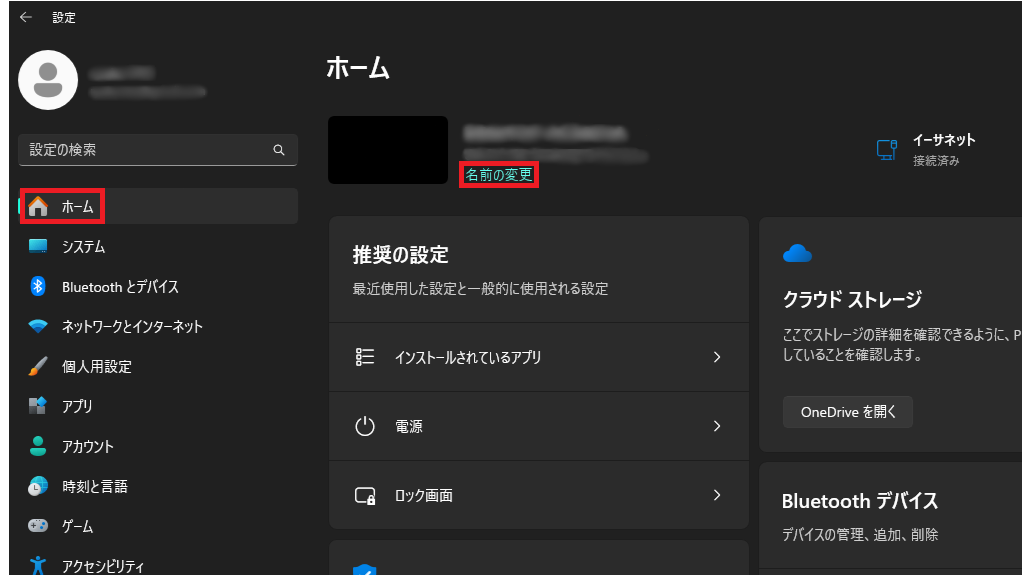 設定
設定の検索
ホーム
システム
Bluetooth とデバイス
ネットワークとインターネット
個人用設定
アプリ
アカウント
時刻と言語
ゲーム
アクセシビリティ
ホーム
名前の変更
イーサネット
接続済み
推奨の設定
最近使用した設定と一般的に使用される設定
インストールされているアプリ
電源
ロック画面
クラウド ストレージ
ここでストレージの詳細を確認できるように、P
していることを確認します。
OneDrive を開く
Bluetooth デバイス
デバイスの管理、追加、削除